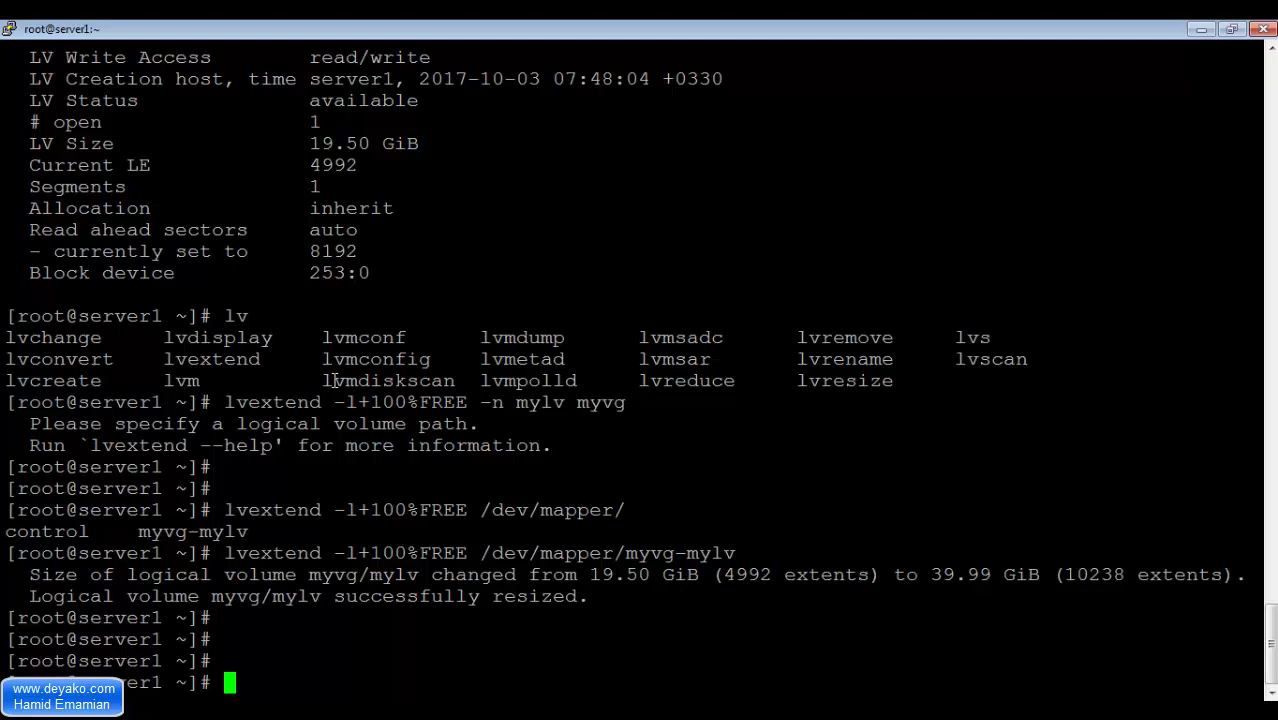 root@server1:~
LV Write Access read/write
LV Creation host, time server1, 2017-10-03 07:48:04 +0330
LV Status available
# open 1
LV Size 19.50 GiB
Current LE 4992
Segments 1
Allocation inherit
Read ahead sectors auto
- currently set to 8192
Block device 253:0
[root@server1 ~]# lv
lvchange lvdisplay lvmconf lvmdump lvmsadc lvremove lvs
lvconvert lvextend lvmconfig lvmetad lvmsar lvrename lvscan
lvcreate lvm lvmdiskscan lvmpolld lvreduce lvresize
[root@server1 ~]# lvextend -l+100%FREE -n mylv myvg
Please specify a logical volume path.
Run `lvextend --help' for more information.
[root@server1 ~]#
[root@server1 ~]#
[root@server1 ~]# lvextend -l+100%FREE /dev/mapper/
control myvg-mylv
[root@server1 ~]# lvextend -l+100%FREE /dev/mapper/myvg-mylv
Size of logical volume myvg/mylv changed from 19.50 GiB (4992 extents) to 39.99 GiB (10238 extents).
Logical volume myvg/mylv successfully resized.
[root@server1 ~]#
[root@server1 ~]#
[root@server1 ~]#
server1 ~]#
www.deyako.com
Hamid Emamian